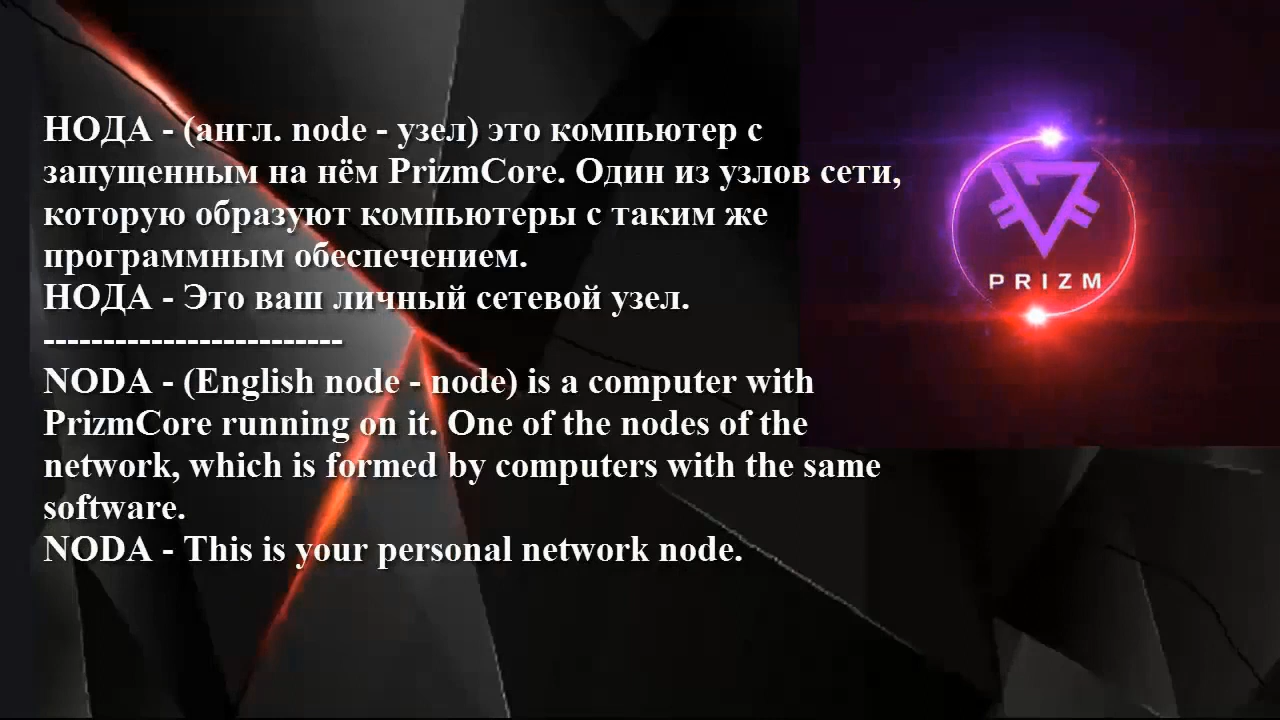 НОДА - (англ. node - узел) это компьютер с
запущенным на нём PrizmCore. Один из узлов сети,
которую образуют компьютеры с таким же
программным обеспечением.
НОДА - Это ваш личный сетевой узел.
-------------------------
NODA - (English node - node) is a computer with
PrizmCore running on it. One of the nodes of the
network, which is formed by computers with the same
software.
NODA - This is your personal network node.
PRIZM